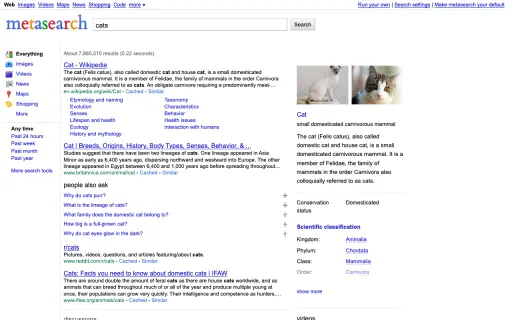 Web Images Videos Maps News Shopping Code more ▾
Run your own | Search settings | Make metasearch your default
metasearch
cats
Search
Everything
Images
Videos
News
Maps
Shopping
More
Any time
Past 24 hours
Past week
Past month
Past year
More search tools
About 7,885,510 results (0.22 seconds)
Cat - Wikipedia
The cat (Felis catus), also called domestic cat and house cat, is a small domesticated
carnivorous mammal. It is a member of Felidae, the family of mammals in the order Carnivora
also colloquially referred to as cats. An obligate carnivore requiring a predominantly meat-...
en.wikipedia.org/wiki/Cat - Cached - Similar
Etymology and naming
Taxonomy
Evolution
Characteristics
Senses
Behavior
Lifespan and health
Health issues
Ecology
Interaction with humans
History and mythology
Cat | Breeds, Origins, History, Body Types, Senses, Behavior, & ...
Studies suggest that there have been two lineages of cats. One lineage appeared in Asia
Minor as early as 6,400 years ago, dispersing northward and westward into Europe. The other
lineage appeared in Egypt between 6,400 and 1,000 years before spreading throughout...
www.britannica.com/animal/cat - Cached - Similar
people also ask
Why do cats purr?
What is the lineage of cats?
What family does the domestic cat belong to?
How big is a full-grown cat?
Why do cat eyes glow in the dark?
r/cats
Pictures, videos, questions, and articles featuring/about cats.
www.reddit.com/r/cats - Cached - Similar
Cats: Facts you need to know about domestic cats | IFAW
There are around double the amount of feral cats as there are house cats worldwide, and as
animals that can breed throughout much of or all of the year and produce multiple young at
once, their populations can grow very quickly. Their intelligence and competence as hunters...
www.ifaw.org/animals/cat - Cached - Similar
discussions
Cat
small domesticated carnivorous mammal
The cat (Felis catus), also called
domestic cat and house cat, is a small
domesticated carnivorous mammal. It is a
member of Felidae, the family of
mammals in the order Carnivora also
colloquially referred to as cats.
Conservation status
Domesticated
Scientific classification
Kingdom: Animalia
Phylum: Chordata
Class: Mammalia
Order: Carnivora
show more
videos